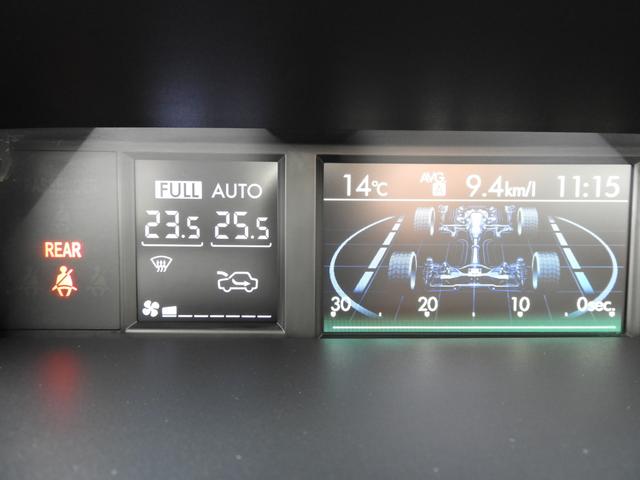 REAR
FULL AUTO
23.5 25.5
14°C AVG. A 9.4km/l 11:15
30 20 10 0sec.